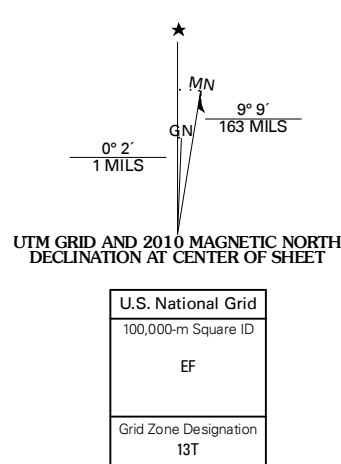 ★
MN
9° 9´
163 MILS
GN
0° 2´
1 MILS
UTM GRID AND 2010 MAGNETIC NORTH
DECLINATION AT CENTER OF SHEET
U.S. National Grid
100,000-m Square ID
EF
Grid Zone Designation
13T